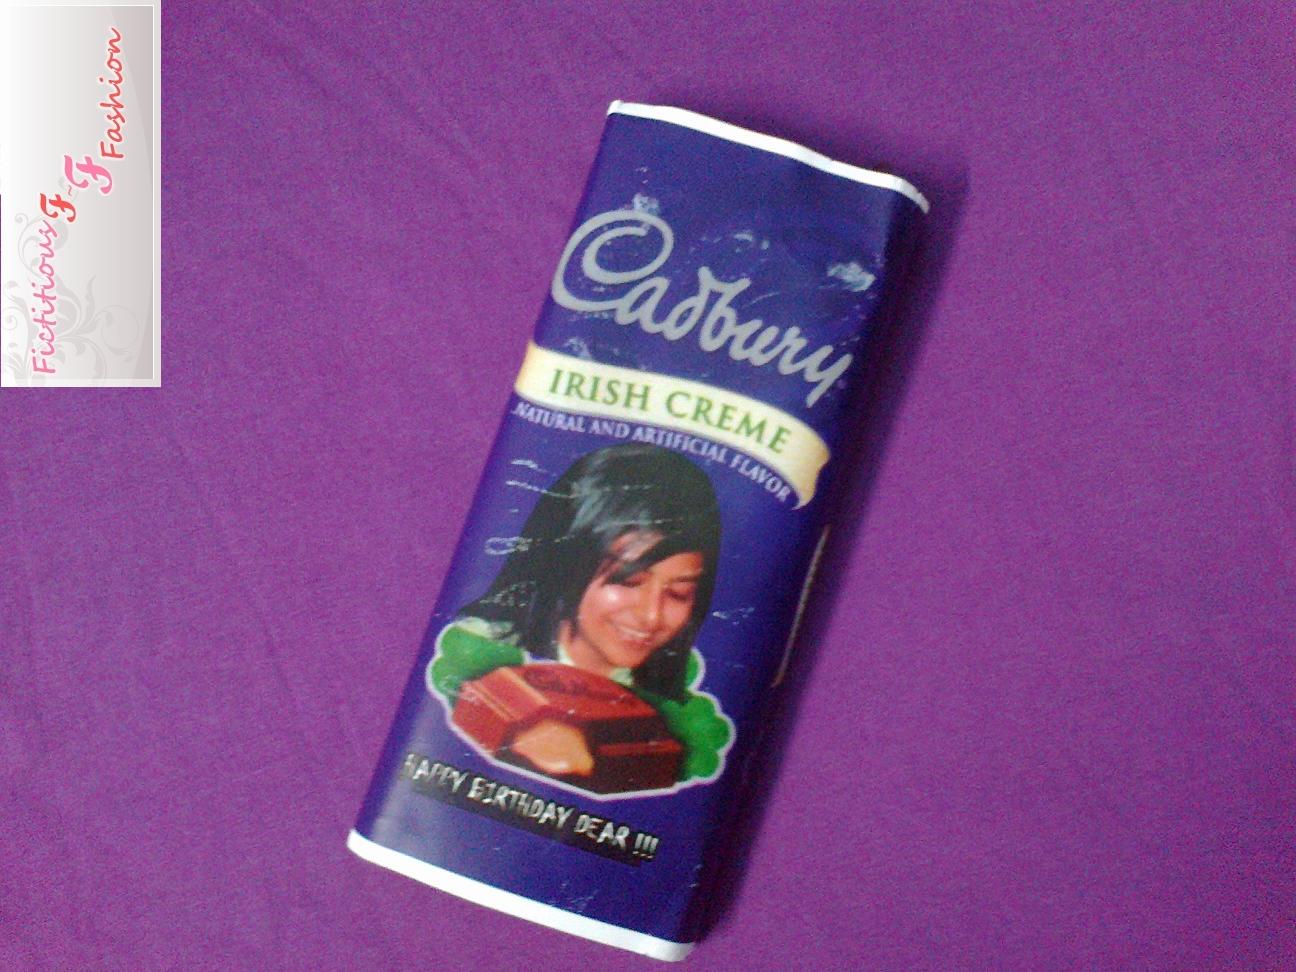 Fictitious
F~F
Fashion
Cadbury
IRISH CREME
NATURAL AND ARTIFICIAL FLAVOR
HAPPY BIRTHDAY DEAR !!!